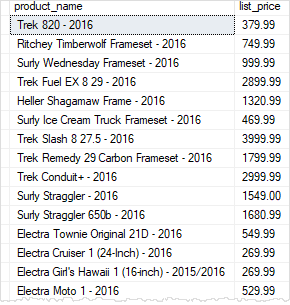 product_name list_price
Trek 820 - 2016 379.99
Ritchey Timberwolf Frameset - 2016 749.99
Surly Wednesday Frameset - 2016 999.99
Trek Fuel EX 8 29 - 2016 2899.99
Heller Shagamaw Frame - 2016 1320.99
Surly Ice Cream Truck Frameset - 2016 469.99
Trek Slash 8 27.5 - 2016 3999.99
Trek Remedy 29 Carbon Frameset - 2016 1799.99
Trek Conduit+ - 2016 2999.99
Surly Straggler - 2016 1549.00
Surly Straggler 650b - 2016 1680.99
Electra Townie Original 21D - 2016 549.99
Electra Cruiser 1 (24-Inch) - 2016 269.99
Electra Girl's Hawaii 1 (16-inch) - 2015/2016 269.99
Electra Moto 1 - 2016 529.99